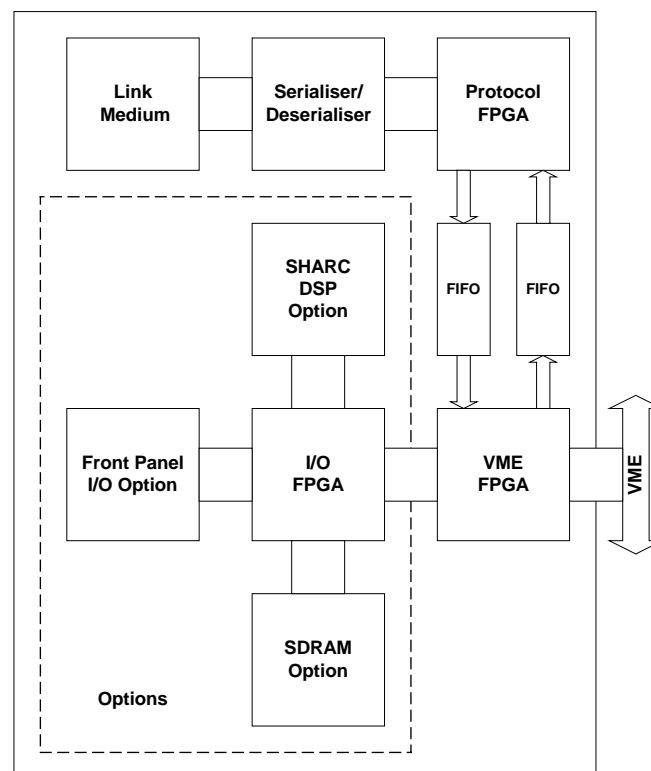 Link
Medium
Serialiser/
Deserialiser
Protocol
FPGA
SHARC
DSP
Option
FIFO
FIFO
Front Panel
I/O Option
I/O
FPGA
VME
FPGA
VME
SDRAM
Option
Options